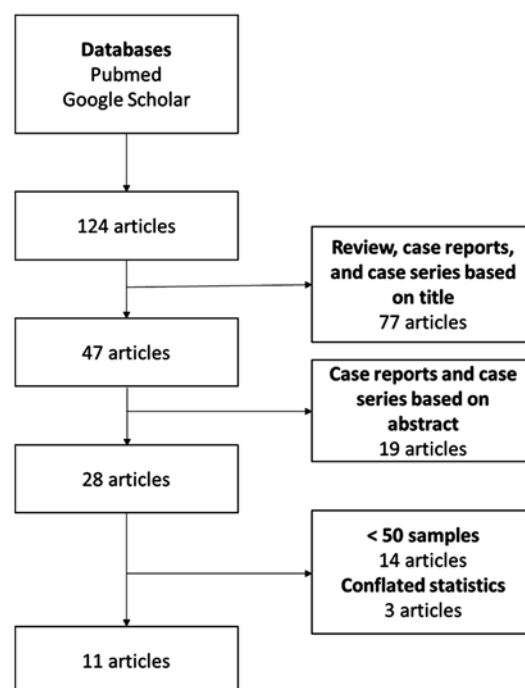 Databases
Pubmed
Google Scholar
124 articles
Review, case reports,
and case series based
on title
77 articles
47 articles
Case reports and case
series based on
abstract
19 articles
28 articles
< 50 samples
14 articles
Conflated statistics
3 articles
11 articles